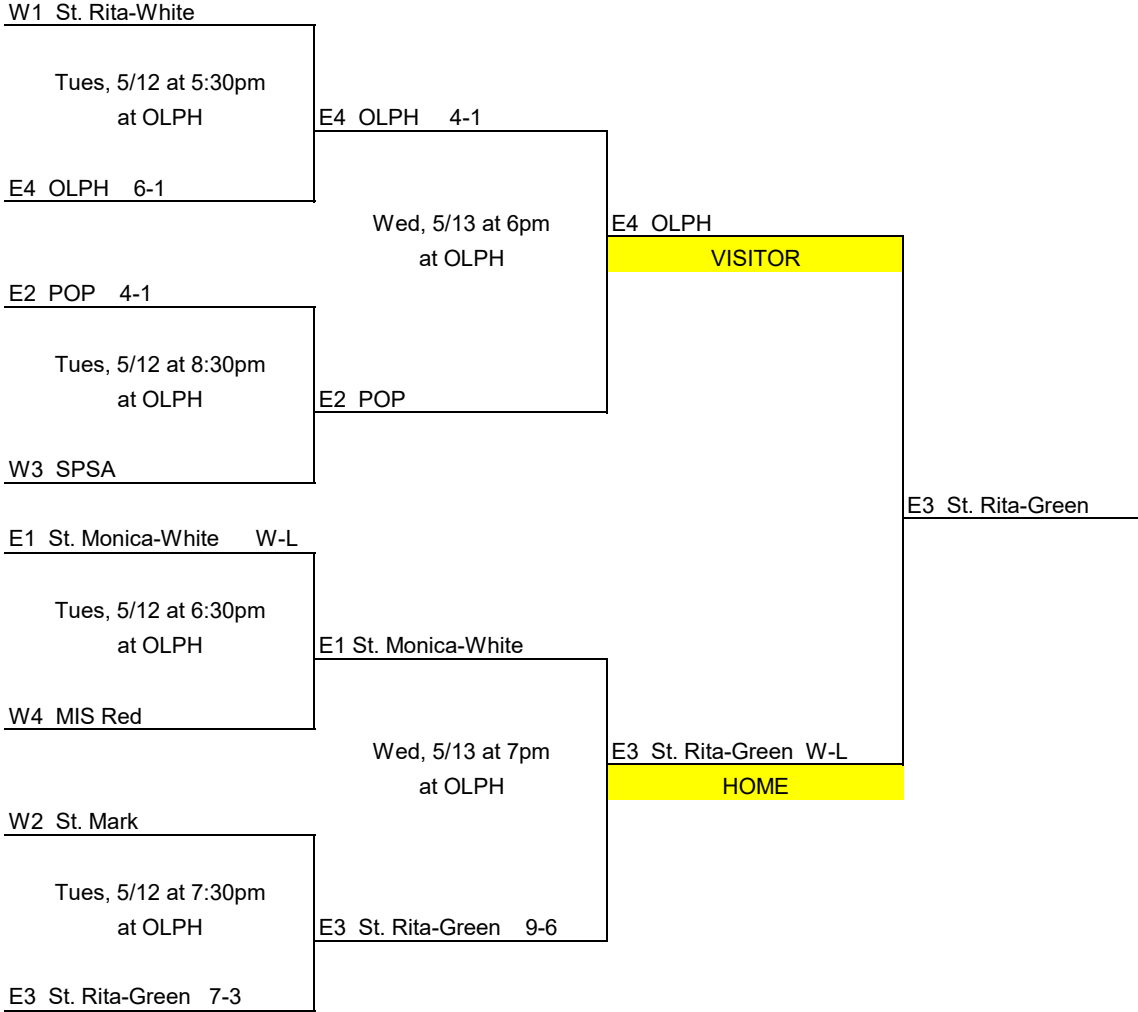 W1 St. Rita-White
Tues, 5/12 at 5:30pm
at OLPH
E4 OLPH 4-1
E4 OLPH 6-1
Wed, 5/13 at 6pm
at OLPH
E4 OLPH
VISITOR
E2 POP 4-1
Tues, 5/12 at 8:30pm
at OLPH
E2 POP
W3 SPSA
E3 St. Rita-Green
E1 St. Monica-White W-L
Tues, 5/12 at 6:30pm
at OLPH
E1 St. Monica-White
W4 MIS Red
Wed, 5/13 at 7pm
at OLPH
E3 St. Rita-Green W-L
HOME
W2 St. Mark
Tues, 5/12 at 7:30pm
at OLPH
E3 St. Rita-Green 9-6
E3 St. Rita-Green 7-3